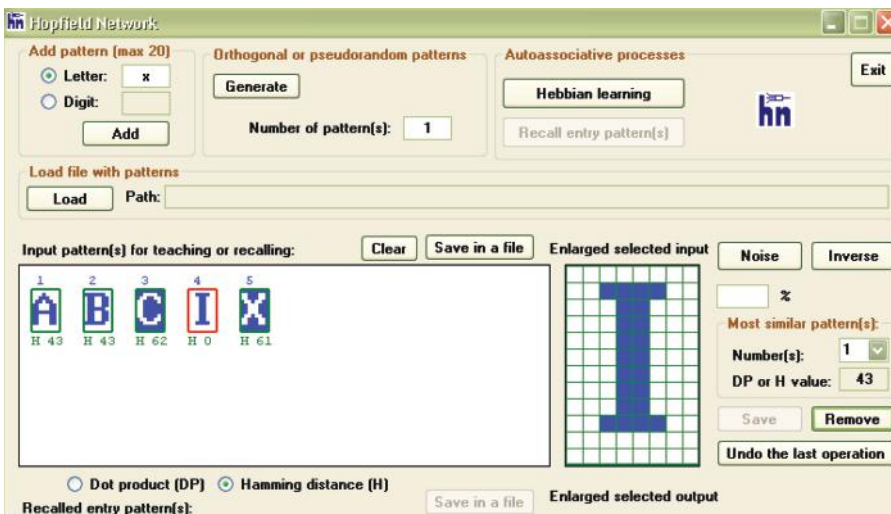 hn Hopfield Network
Add pattern (max 20)
Letter: x
Digit:
Add
Orthogonal or pseudorandom patterns
Generate
Number of pattern(s): 1
Autoassociative processes
Hebbian learning
Recall entry pattern(s)
hn
Exit
Load file with patterns
Load Path:
Input pattern(s) for teaching or recalling:
Clear
Save in a file
1 2 3 4 5
A B C I X
H 43 H 43 H 62 H 0 H 61
Enlarged selected input
I
Noise
Inverse
%
Most similar pattern(s):
Number(s): 1
DP or H value: 43
Save
Remove
Undo the last operation
Dot product (DP) Hamming distance (H)
Recalled entry pattern(s):
Save in a file
Enlarged selected output